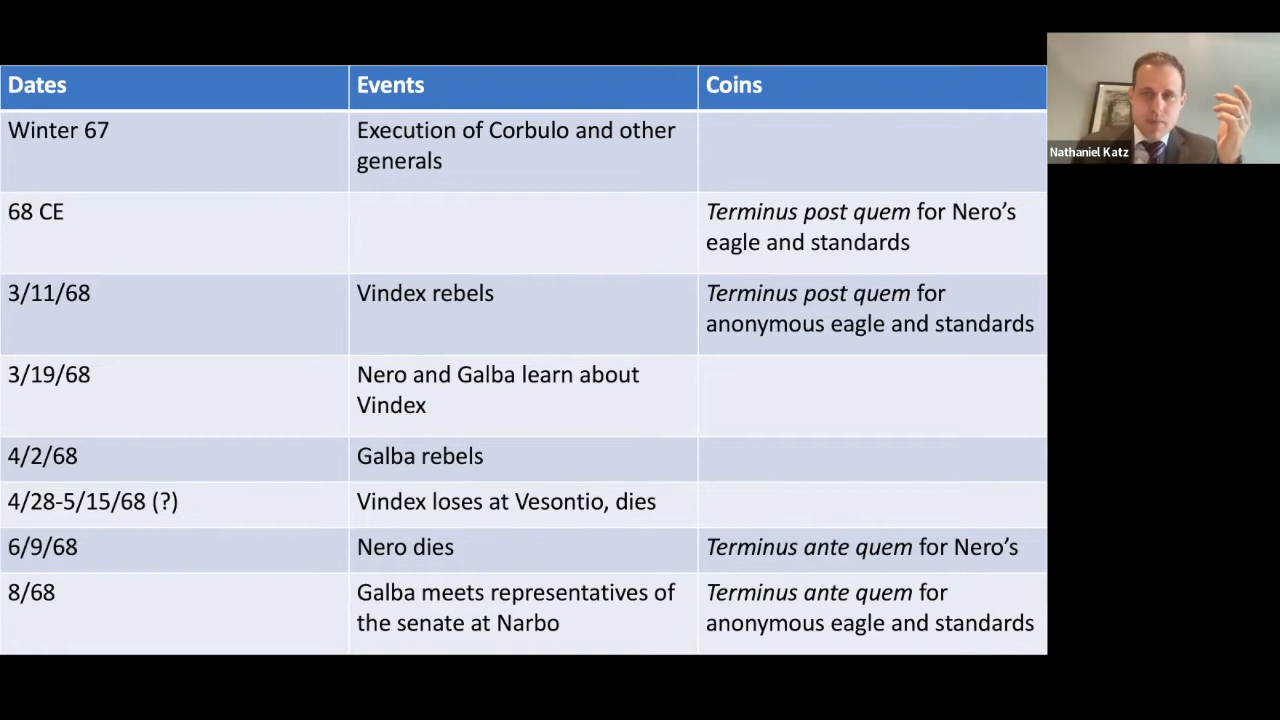 Dates Events Coins
Winter 67 Execution of Corbulo and other
generals
68 CE Terminus post quem for Nero’s
eagle and standards
3/11/68 Vindex rebels Terminus post quem for
anonymous eagle and standards
3/19/68 Nero and Galba learn about
Vindex
4/2/68 Galba rebels
4/28-5/15/68 (?) Vindex loses at Vesontio, dies
6/9/68 Nero dies Terminus ante quem for Nero’s
8/68 Galba meets representatives of Terminus ante quem for
the senate at Narbo anonymous eagle and standards
Nathaniel Katz